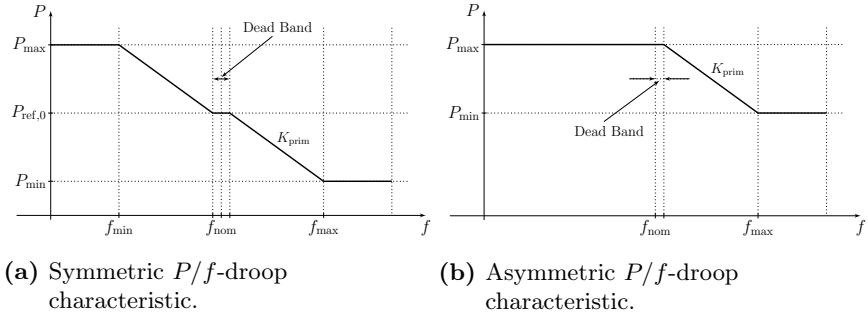 P
P_max
Dead Band
P_ref,0
K_prim
P_min
f_min
f_nom
f_max
f
(a) Symmetric P/f-droop
characteristic.
P
P_max
K_prim
P_min
Dead Band
f_nom
f_max
f
(b) Asymmetric P/f-droop
characteristic.